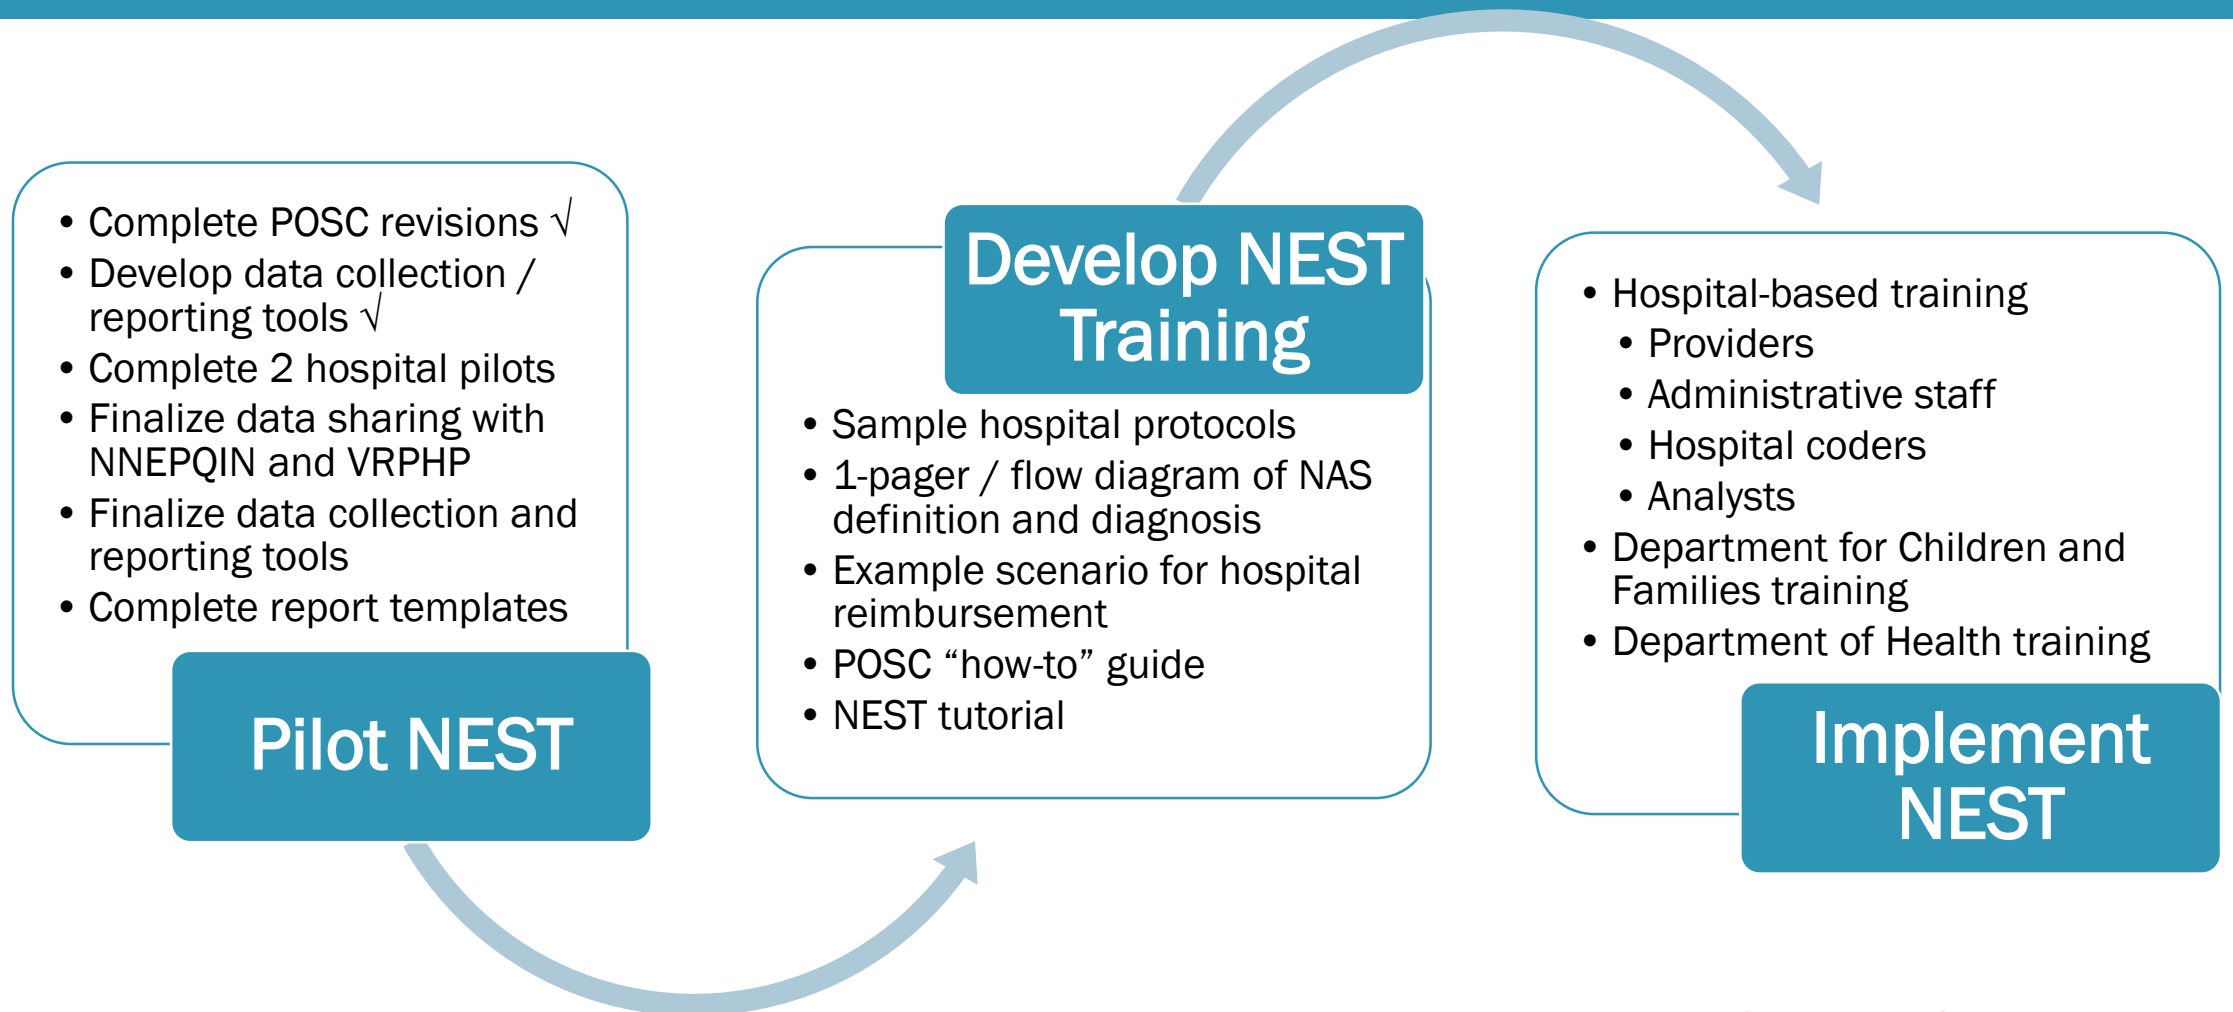 • Complete POSC revisions √
• Develop data collection /
reporting tools √
• Complete 2 hospital pilots
• Finalize data sharing with
NNEPQIN and VRPHP
• Finalize data collection and
reporting tools
• Complete report templates
Pilot NEST
Develop NEST
Training
• Sample hospital protocols
• 1-pager / flow diagram of NAS
definition and diagnosis
• Example scenario for hospital
reimbursement
• POSC “how-to” guide
• NEST tutorial
• Hospital-based training
• Providers
• Administrative staff
• Hospital coders
• Analysts
• Department for Children and
Families training
• Department of Health training
Implement
NEST